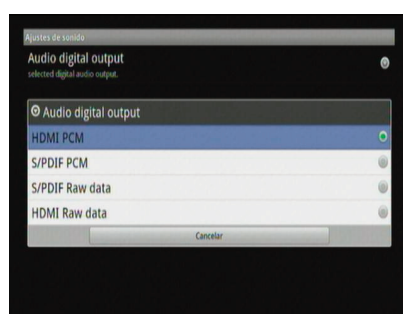 Ajustes de sonido
Audio digital output
selected digital audio output.
Audio digital output
HDMI PCM
S/PDIF PCM
S/PDIF Raw data
HDMI Raw data
Cancelar